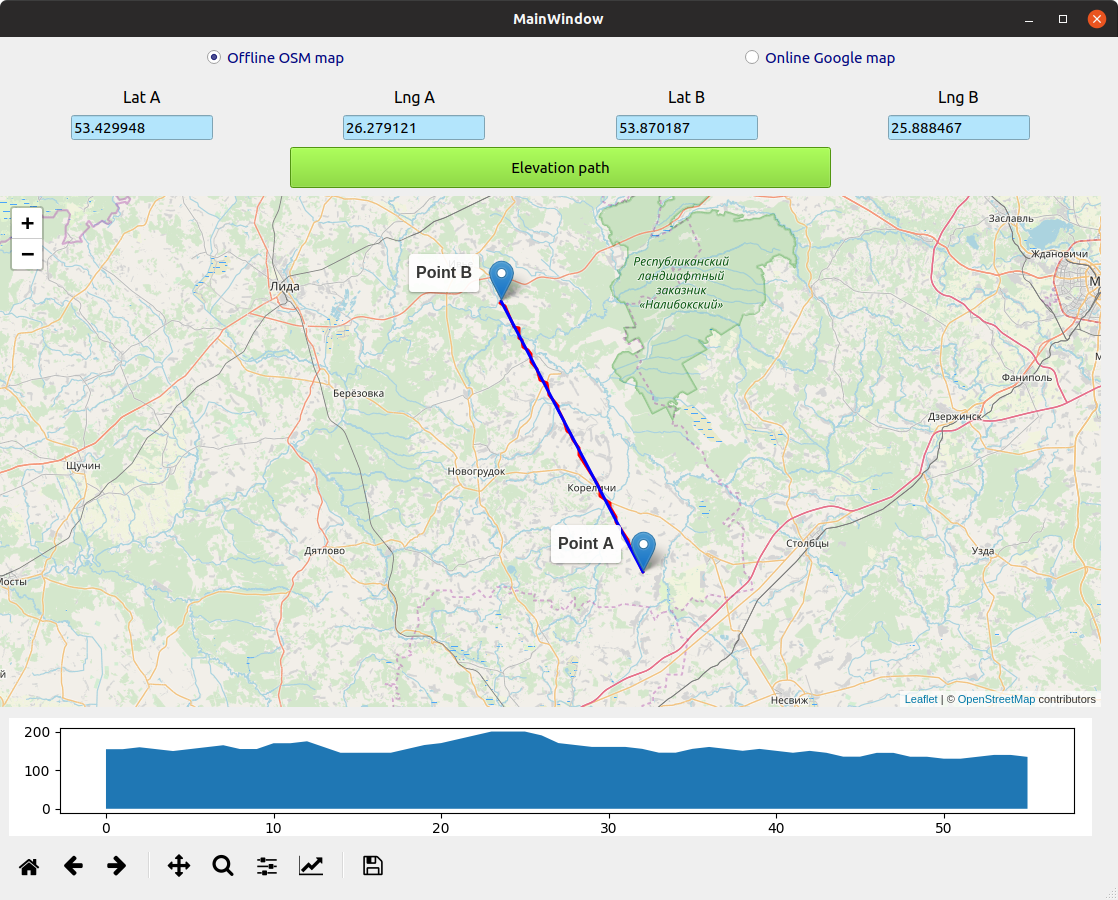 MainWindow
Offline OSM map
Online Google map
Lat A
Lng A
Lat B
Lng B
53.429948
26.279121
53.870187
25.888467
Elevation path
+
−
Заславль
Ждановичи
Point B
Республиканский
ландшафтный
заказник
«Налибокский»
Лида
Фаниполь
Берёзовка
Дзержинск
Щучин
Новогрудок
Кореличи
Point A
Столбцы
Дятлово
Узда
Мосты
Несвиж
Leaflet | © OpenStreetMap contributors
200
100
0
0
10
20
30
40
50